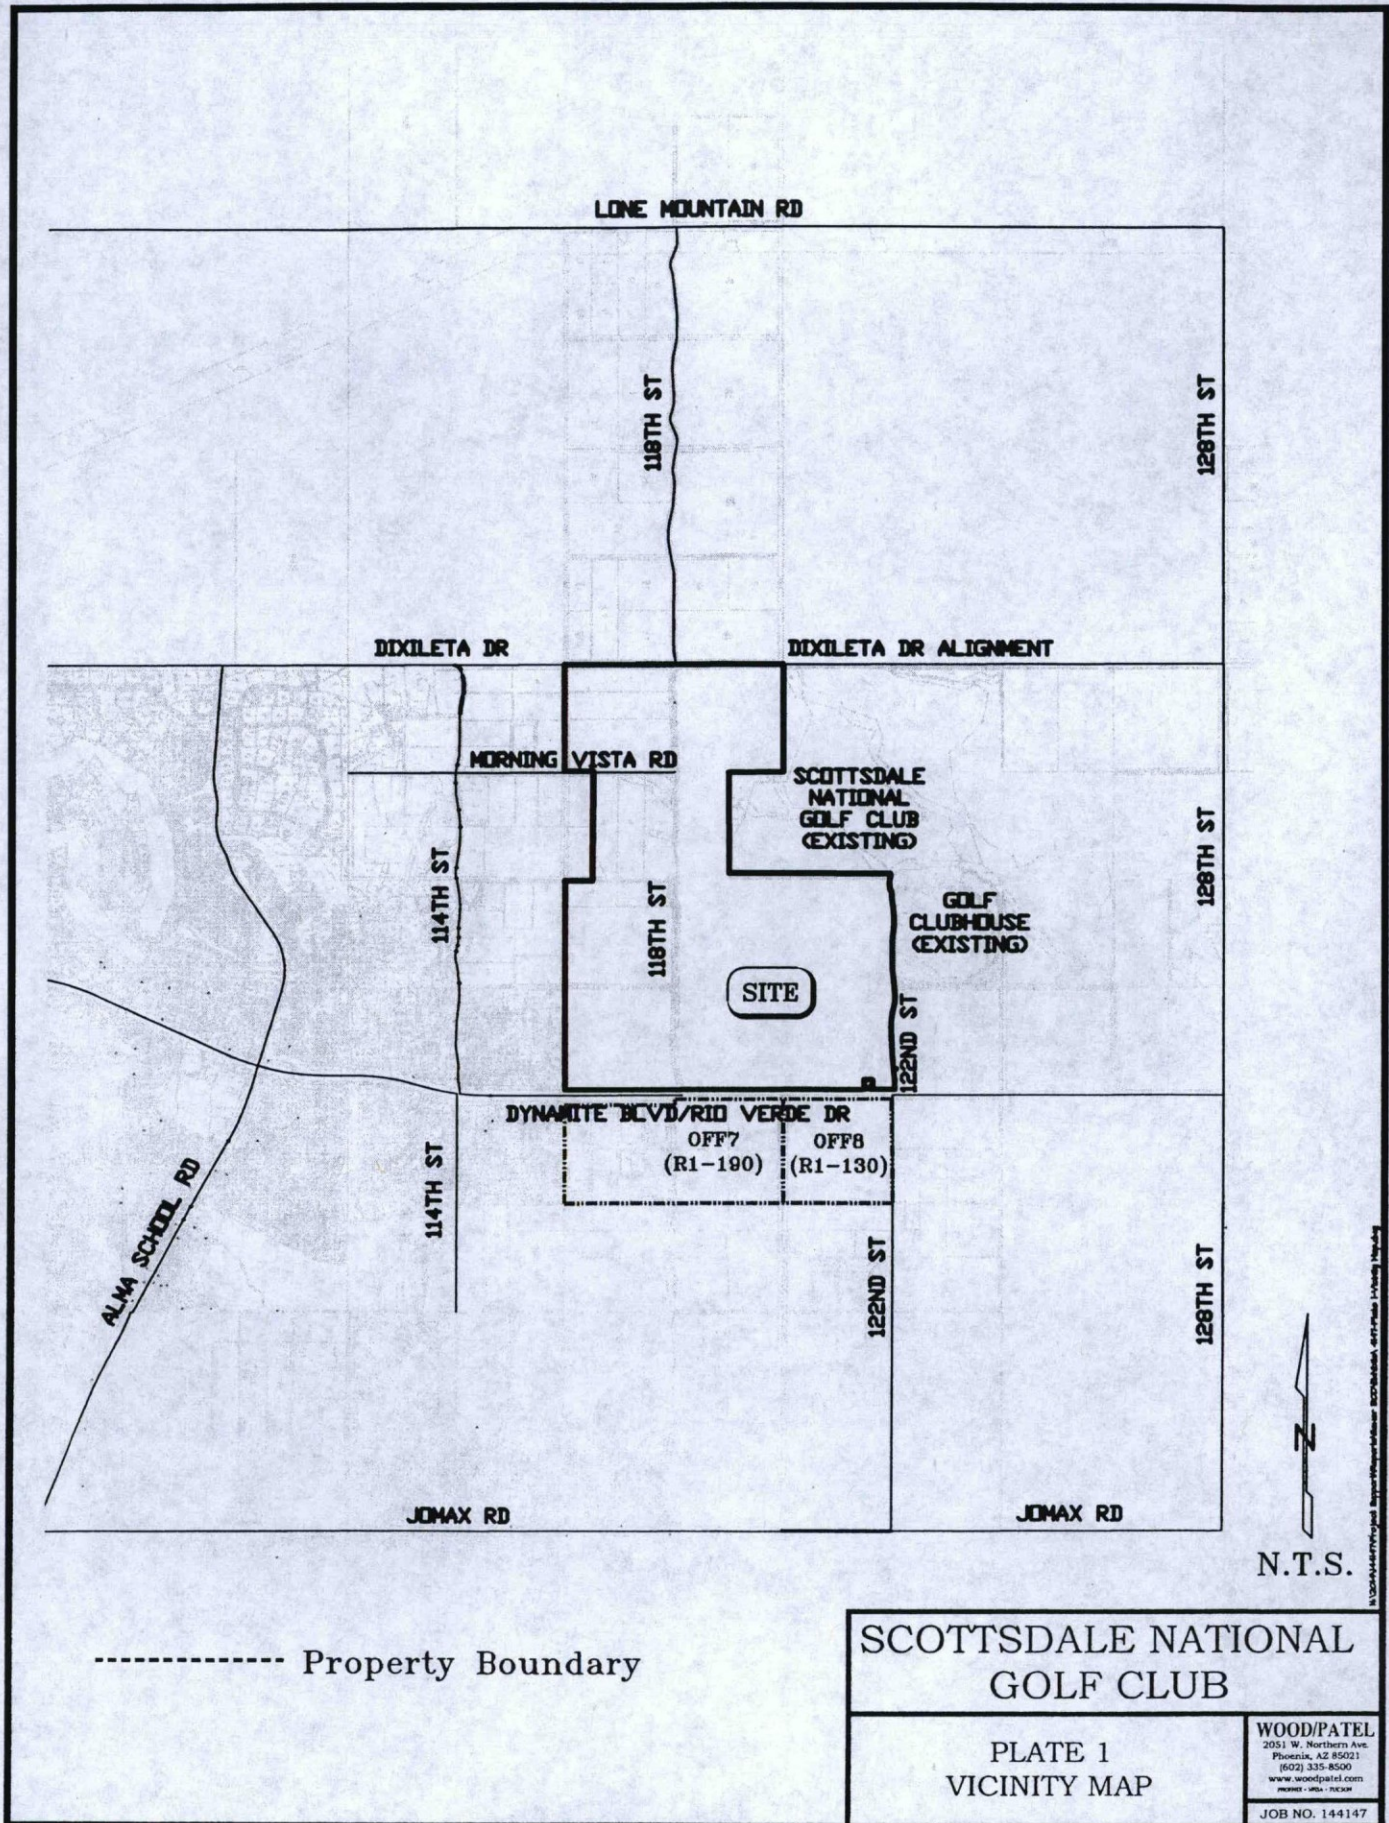 LONE MOUNTAIN RD
118TH ST
128TH ST
DIXILETA DR
DIXILETA DR ALIGNMENT
MORNING VISTA RD
SCOTTSDALE
NATIONAL
GOLF CLUB
(EXISTING)
128TH ST
114TH ST
118TH ST
GOLF
CLUBHOUSE
(EXISTING)
SITE
122ND ST
DYNAMITE BLVD/RIO VERDE DR
OFF7
(R1-190)
OFF8
(R1-130)
114TH ST
ALMA SCHOOL RD
122ND ST
128TH ST
JOMAX RD
JOMAX RD
N
N.T.S.
Property Boundary
SCOTTSDALE NATIONAL
GOLF CLUB
PLATE 1
VICINITY MAP
WOOD/PATEL
2051 W. Northern Ave.
Phoenix, AZ 85021
(602) 335-8500
www.woodpatel.com
PHOENIX • MESA • TUCSON
JOB NO. 144147